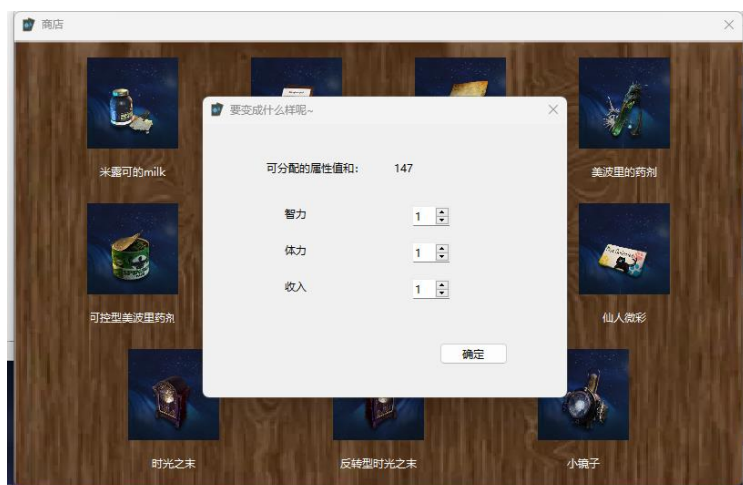 商店
要变成什么样呢~
可分配的属性值和： 147
智力 1
体力 1
收入 1
确定
米露可的milk
美波里的药剂
可控型美波里药剂
仙人微彩
时光之末
反转型时光之末
小镜子